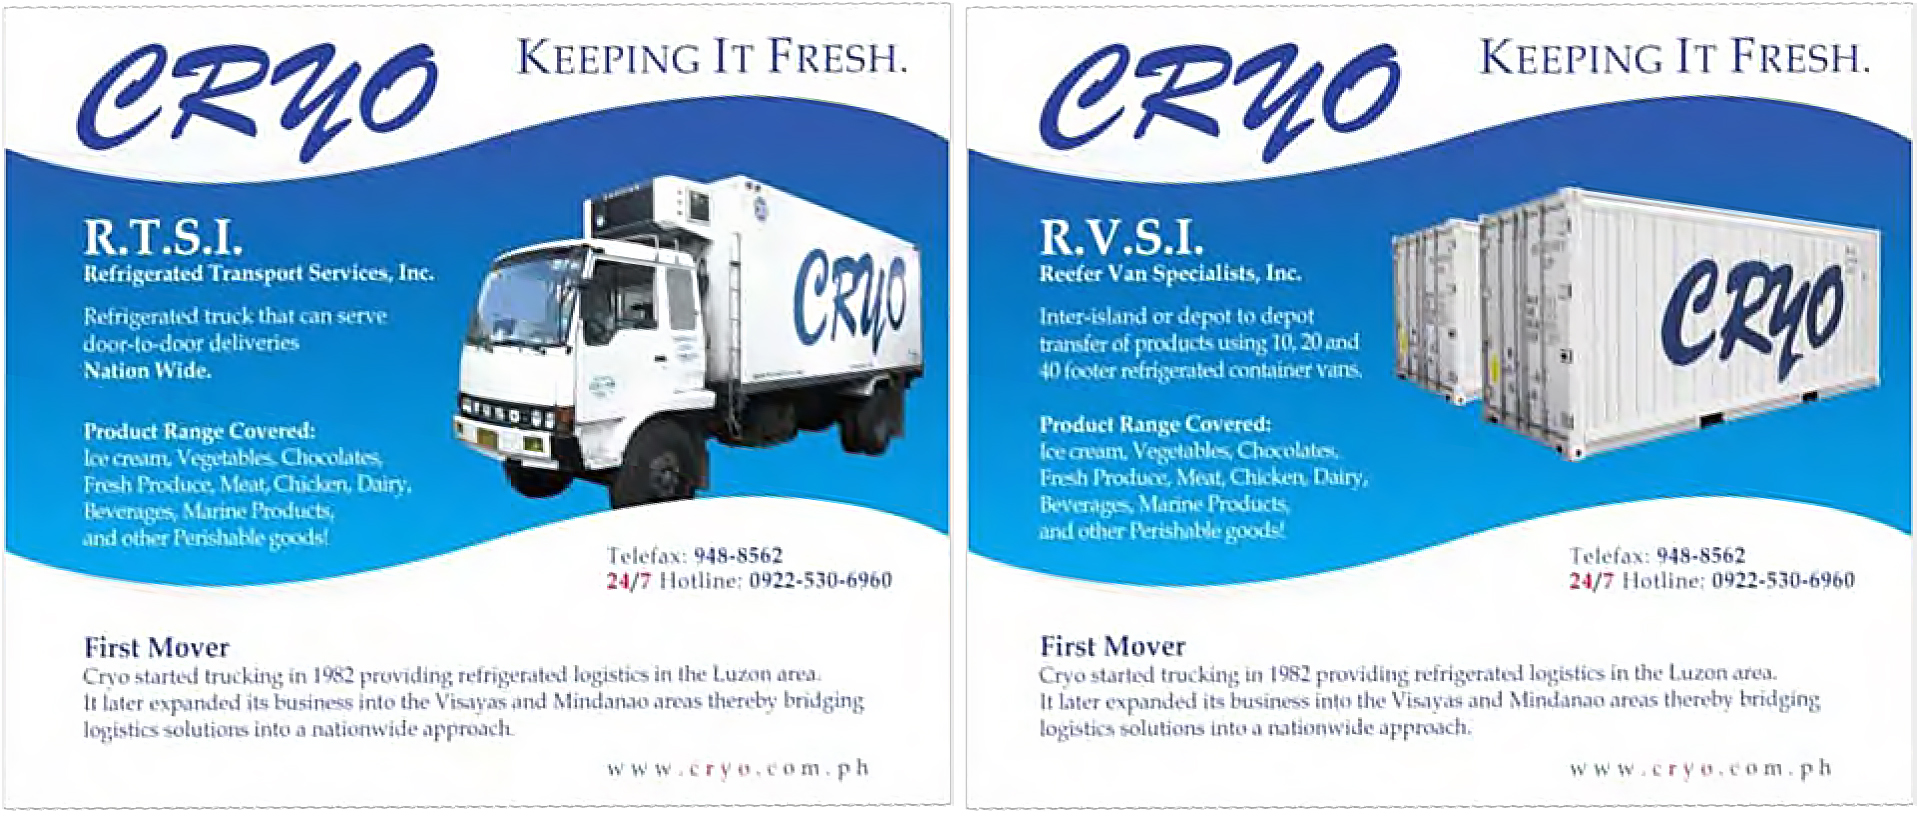 CRYO
KEEPING IT FRESH.
R.T.S.I.
Refrigerated Transport Services, Inc.
Refrigerated truck that can serve
door-to-door deliveries
Nation Wide.
Product Range Covered:
Ice cream, Vegetables, Chocolates,
Fresh Produce, Meat, Chicken, Dairy,
Beverages, Marine Products,
and other Perishable goods!
CRYO
Telefax: 948-8562
24/7 Hotline: 0922-530-6960
First Mover
Cryo started trucking in 1982 providing refrigerated logistics in the Luzon area.
It later expanded its business into the Visayas and Mindanao areas thereby bridging
logistics solutions into a nationwide approach.
www.cryo.com.ph
CRYO
KEEPING IT FRESH.
R.V.S.I.
Reefer Van Specialists, Inc.
Inter-island or depot to depot
transfer of products using 10, 20 and
40 footer refrigerated container vans.
Product Range Covered:
Ice cream, Vegetables, Chocolates,
Fresh Produce, Meat, Chicken, Dairy,
Beverages, Marine Products,
and other Perishable goods!
CRYO
Telefax: 948-8562
24/7 Hotline: 0922-530-6960
First Mover
Cryo started trucking in 1982 providing refrigerated logistics in the Luzon area.
It later expanded its business into the Visayas and Mindanao areas thereby bridging
logistics solutions into a nationwide approach.
www.cryo.com.ph